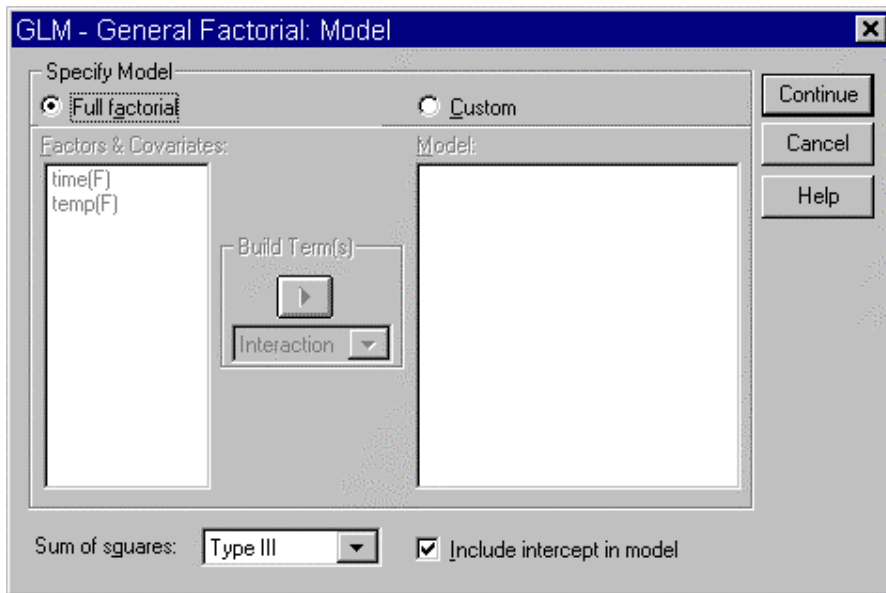 GLM - General Factorial: Model
Specify Model
Full factorial
Custom
Continue
Cancel
Help
Factors & Covariates:
time(F)
temp(F)
Build Term(s)
Interaction
Model:
Sum of squares:
Type III
Include intercept in model